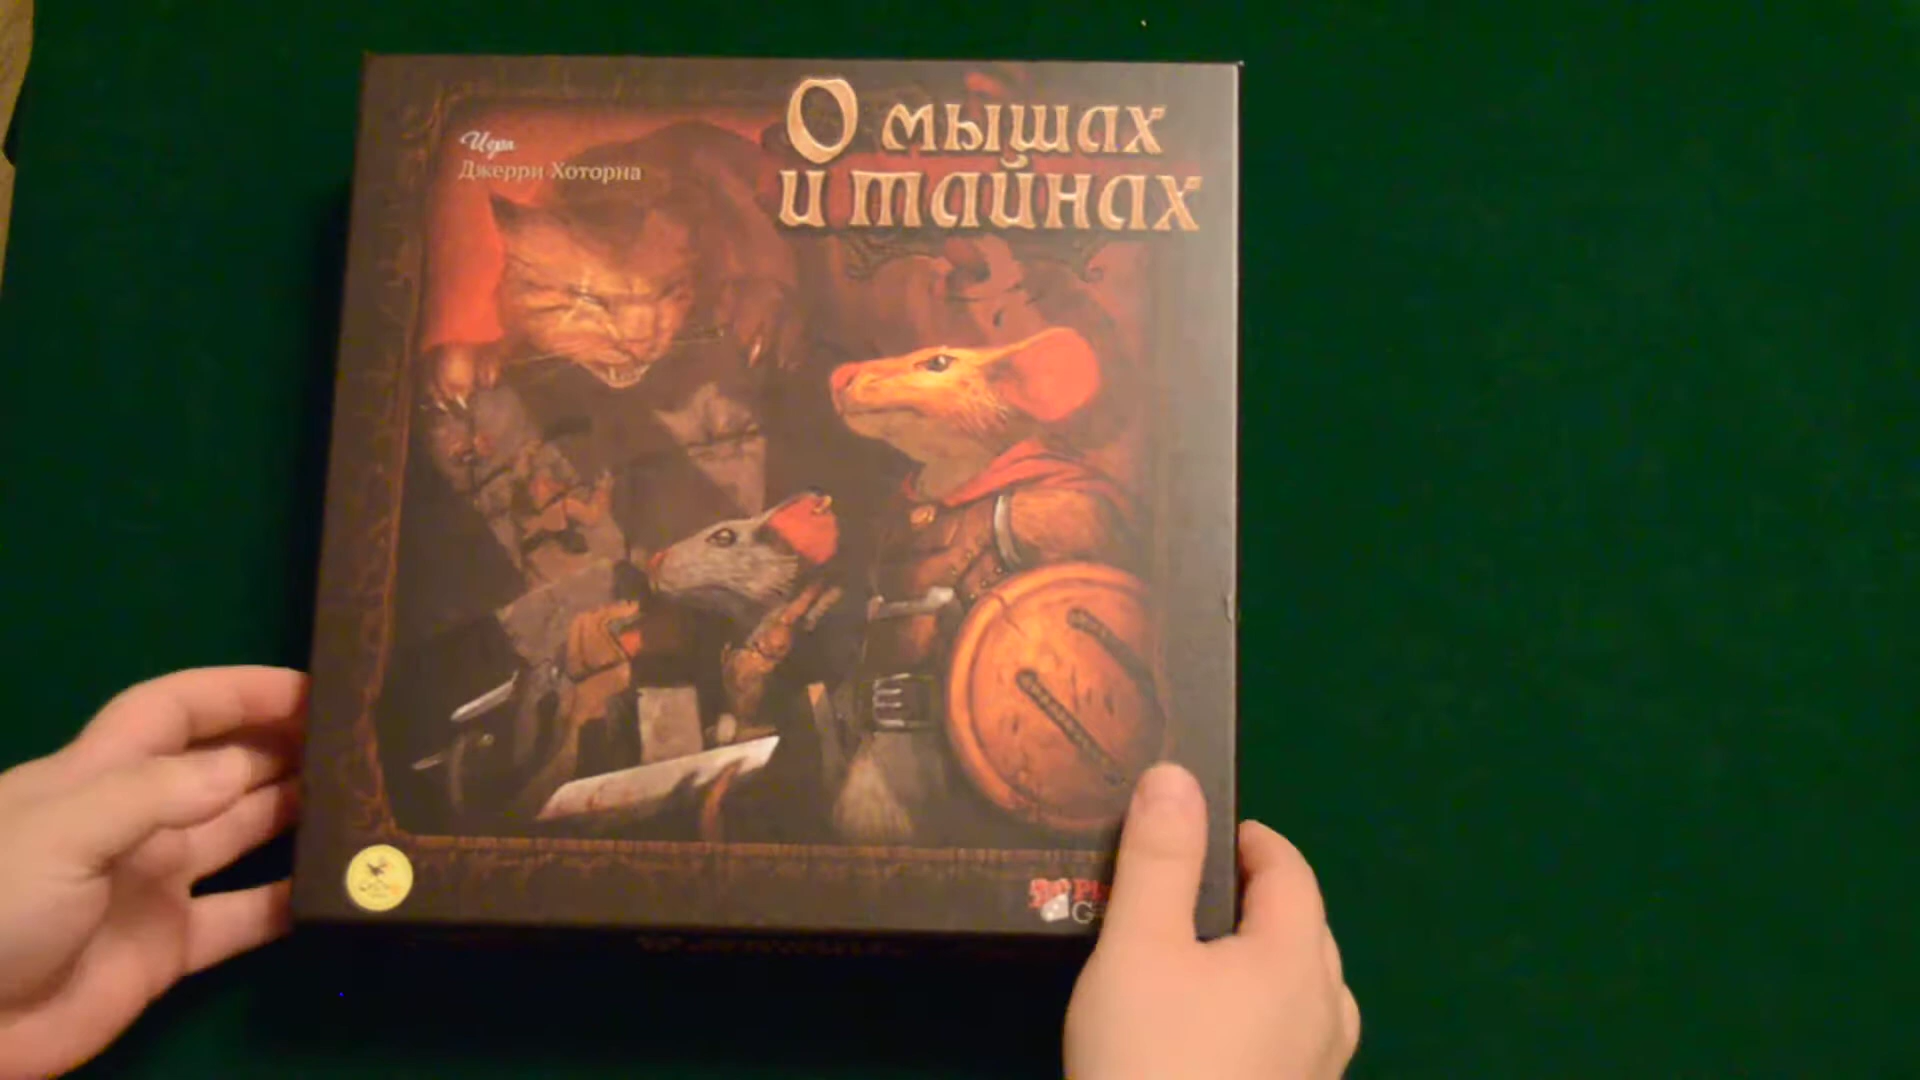 Игра
Джерри Хоторна
О мышах
и тайнах